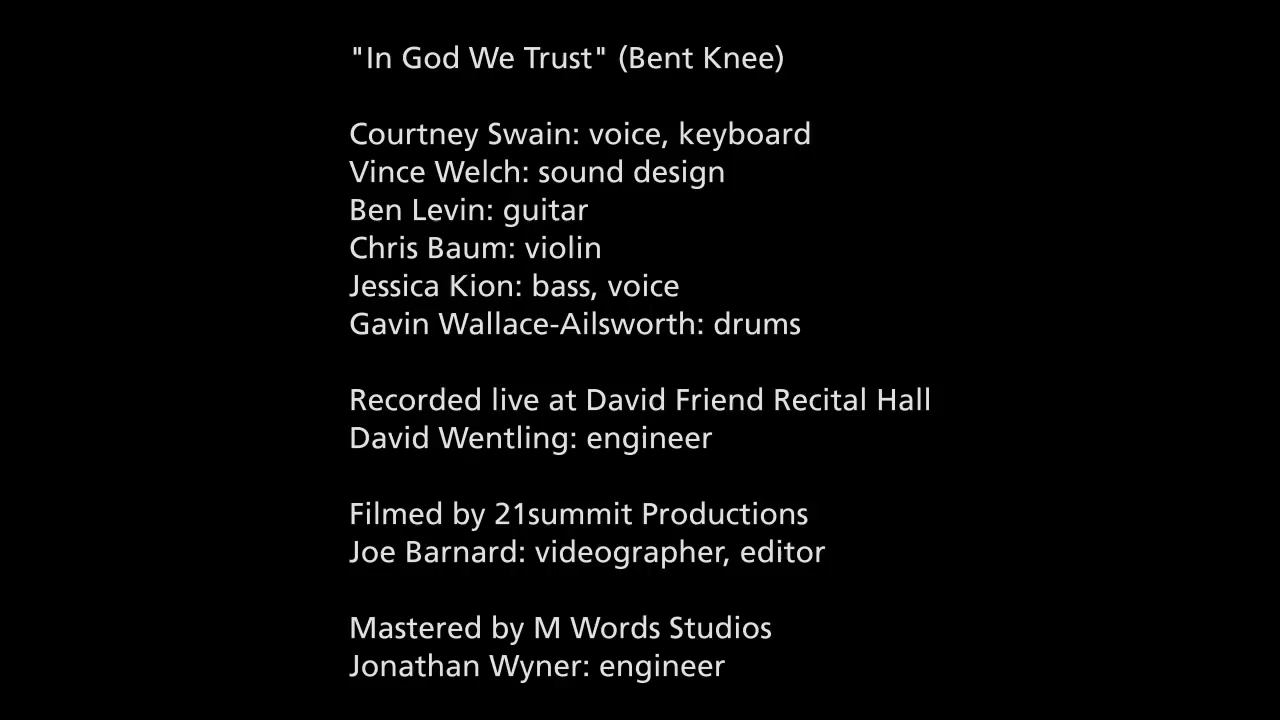 "In God We Trust" (Bent Knee)
Courtney Swain: voice, keyboard
Vince Welch: sound design
Ben Levin: guitar
Chris Baum: violin
Jessica Kion: bass, voice
Gavin Wallace-Ailsworth: drums
Recorded live at David Friend Recital Hall
David Wentling: engineer
Filmed by 21summit Productions
Joe Barnard: videographer, editor
Mastered by M Words Studios
Jonathan Wyner: engineer